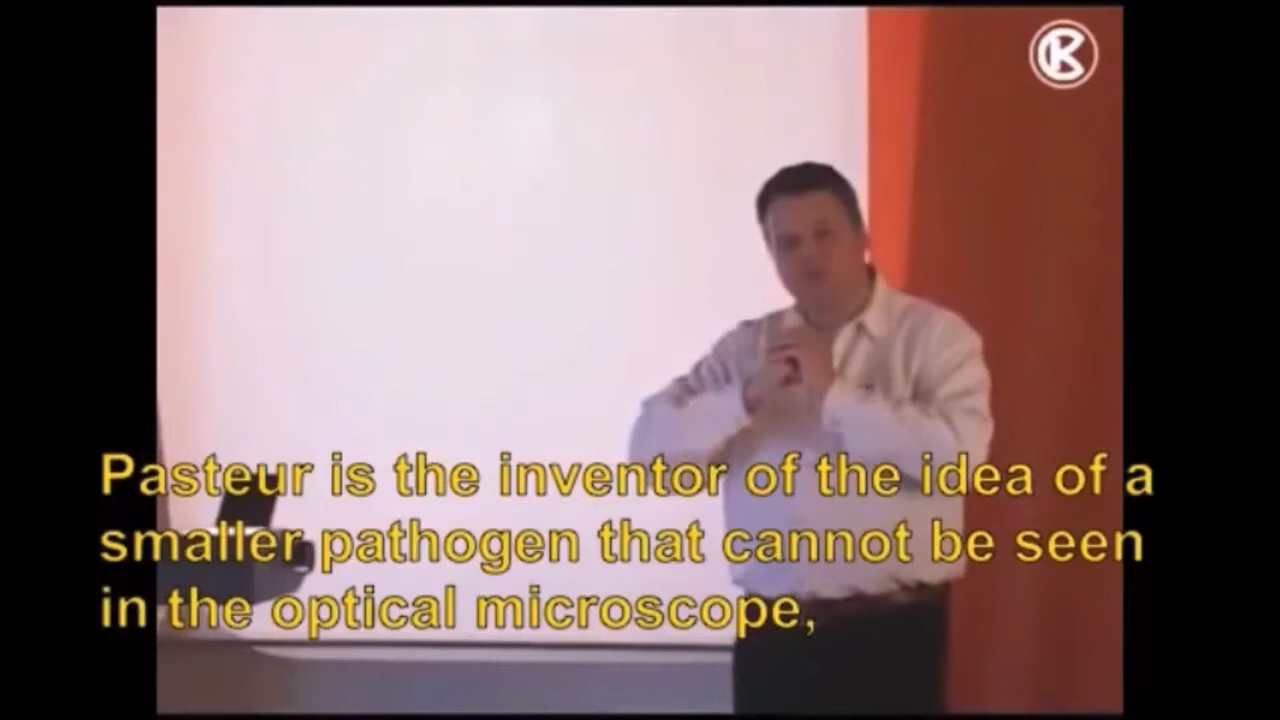 Pasteur is the inventor of the idea of a
smaller pathogen that cannot be seen
in the optical microscope,